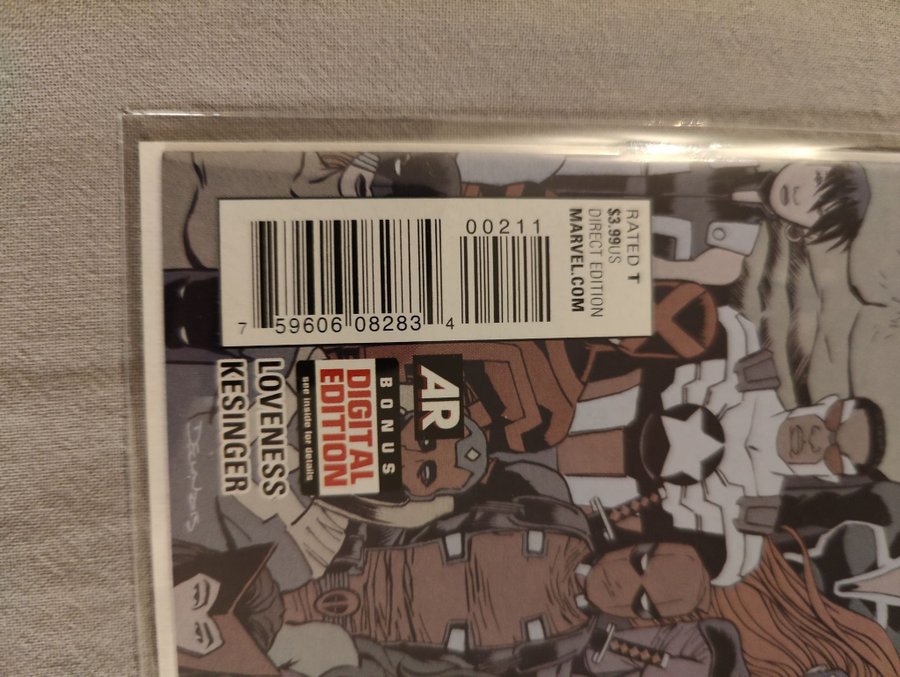 RATED T
$3.99US
DIRECT EDITION
MARVEL.COM
00211
7 59606 08283 4
AR
BONUS
DIGITAL
EDITION
see inside for details
LOVENESS
KESINGER